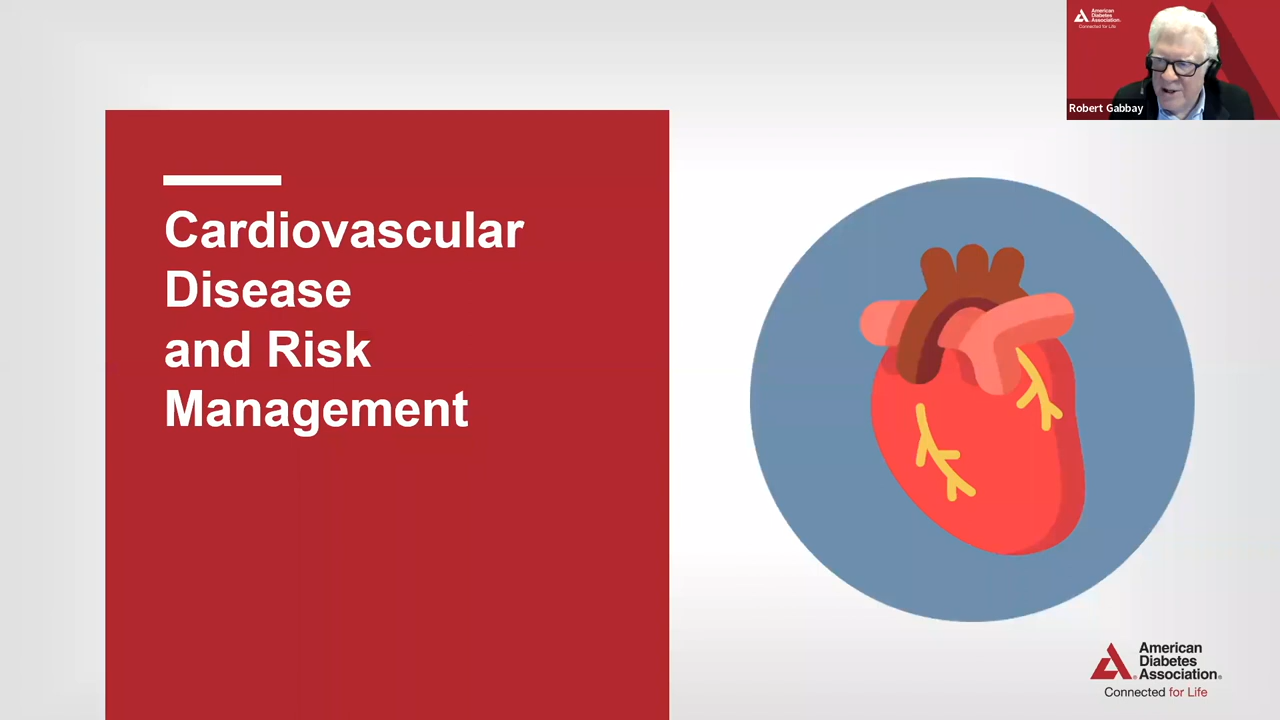 American
Diabetes
Association®
Connected for Life
Robert Gabbay
Cardiovascular
Disease
and Risk
Management
American
Diabetes
Association®
Connected for Life